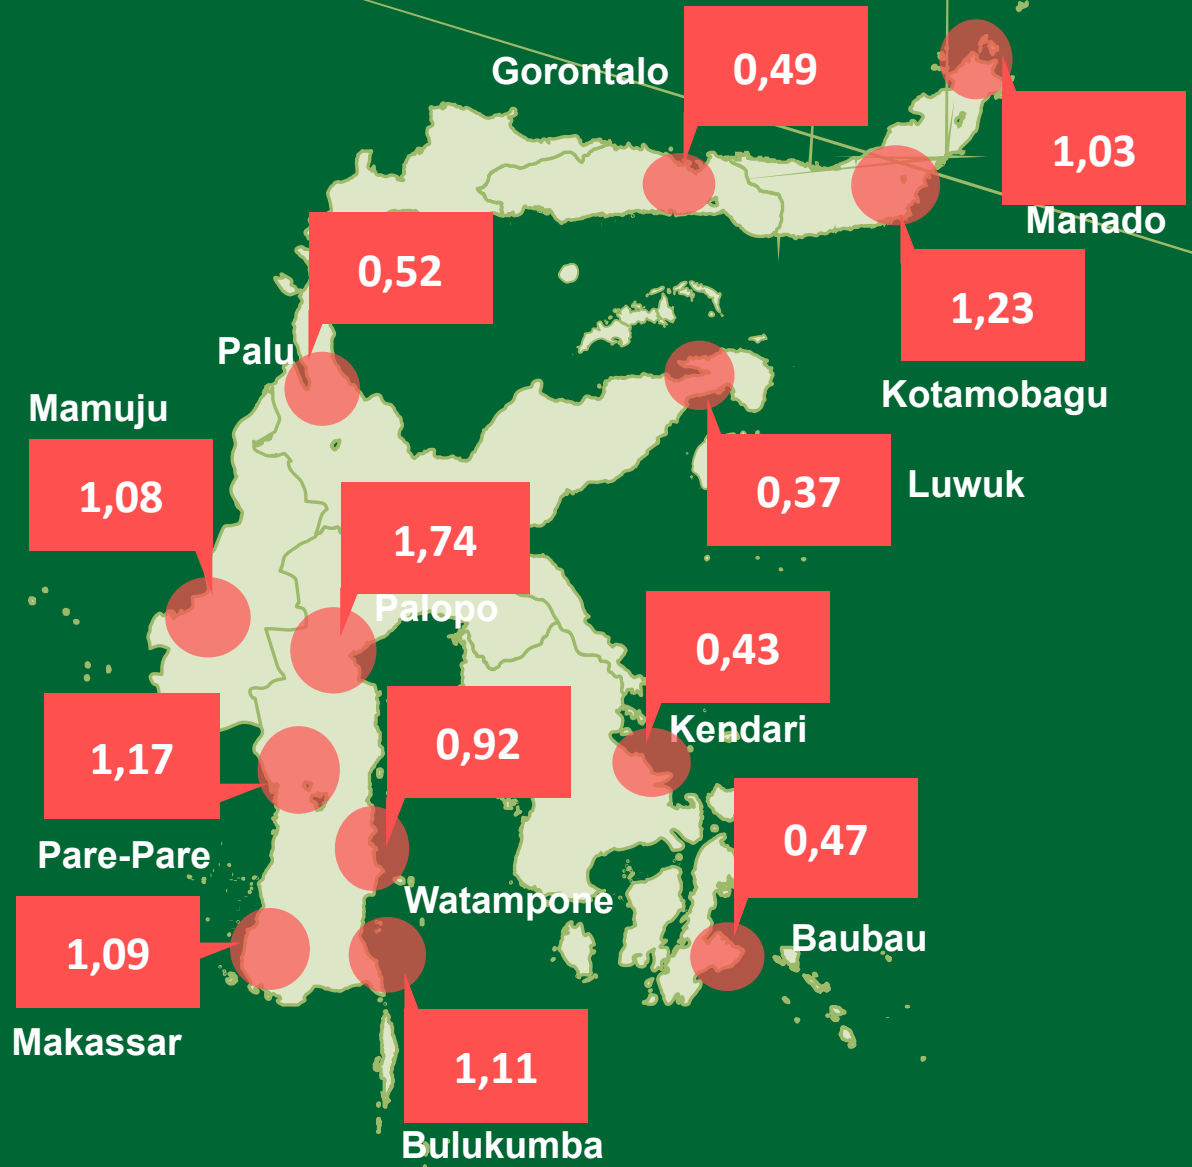 0,49
Gorontalo
1,03
Manado
0,52
Palu
1,23
Kotamobagu
Mamuju
1,08
0,37
Luwuk
1,74
Palopo
0,43
Kendari
1,17
Pare-Pare
0,92
Watampone
0,47
Baubau
1,09
Makassar
1,11
Bulukumba